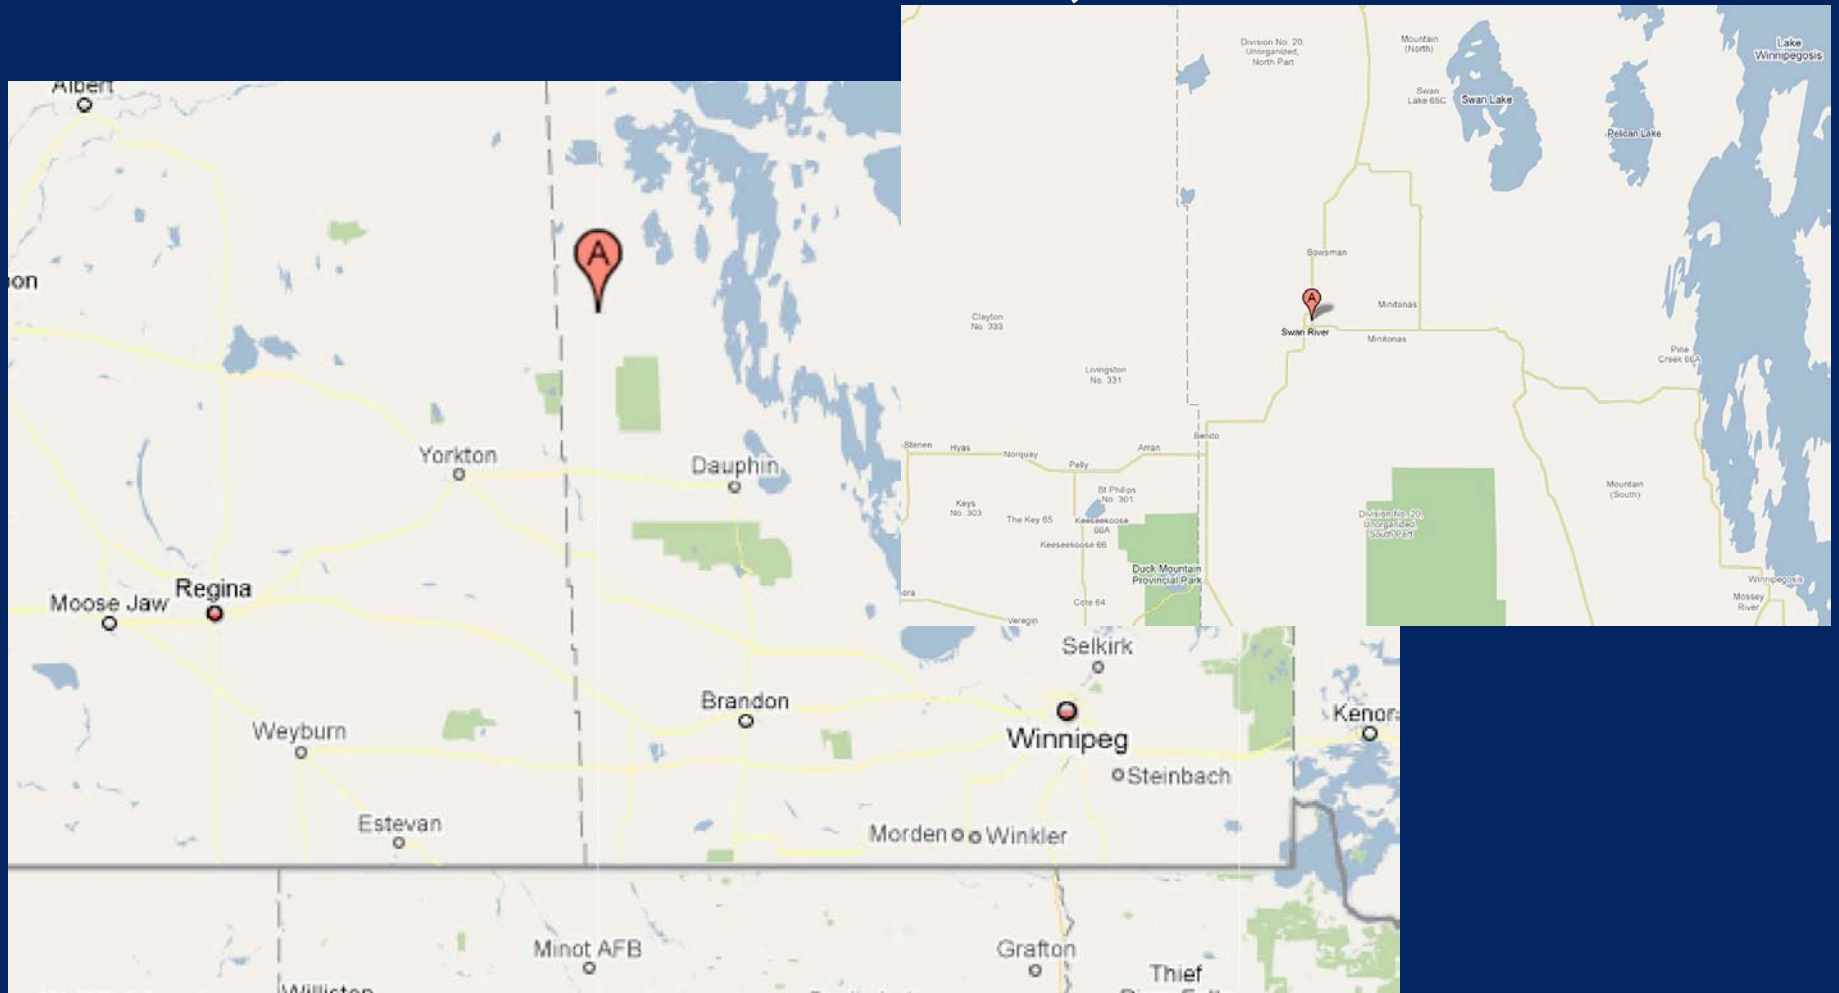 Albert
A
Yorkton
Dauphin
Regina
Moose Jaw
Brandon
Weyburn
Estevan
Selkirk
Winnipeg
Kenor
Steinbach
Morden
Winkler
Minot AFB
Grafton
Thief
Williston
Division No. 20,
Unorganized,
North Part
Mountain
(North)
Lake
Winnipegosis
Swan
Lake 65C
Swan Lake
Pelican Lake
Bowsman
A
Minitonas
Swan River
Minitonas
Clayton
No. 333
Pine
Creek 66A
Livingston
No. 331
Benito
Stenen
Hyas
Norquay
Arran
Pelly
St Philips
No. 301
Keys
No. 303
The Key 65
Keeseekoose
66A
Keeseekoose 66
Mountain
(South)
Division No. 20,
Unorganized
South Part
Duck Mountain
Provincial Park
Cote 64
Veregin
Winnipegosis
Mossey
River